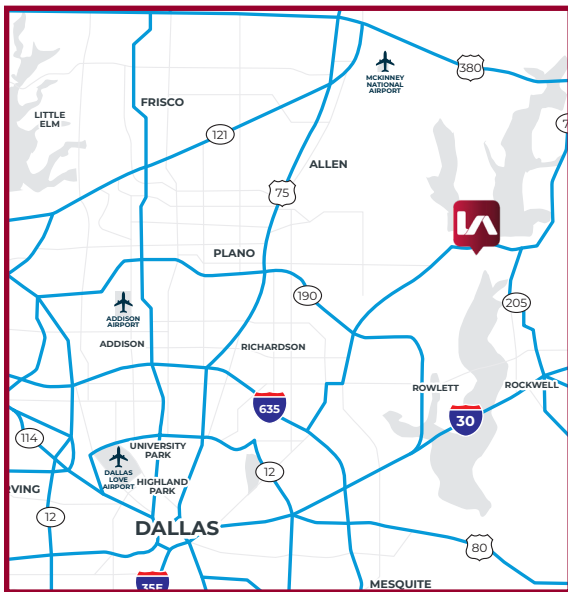 380
MCKINNEY
NATIONAL
AIRPORT
FRISCO
LITTLE
ELM
121
ALLEN
75
PLANO
190
205
ADDISON
AIRPORT
ADDISON
RICHARDSON
ROWLETT
ROCKWELL
635
30
114
UNIVERSITY
PARK
DALLAS
LOVE
AIRPORT
HIGHLAND
PARK
12
RVING
12
DALLAS
80
35E
MESQUITE